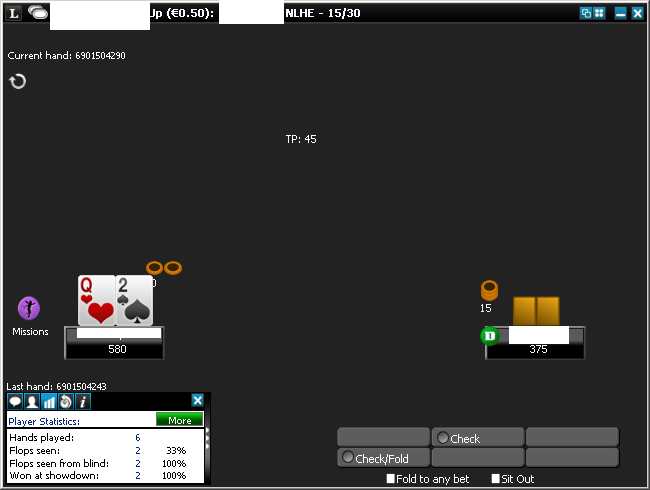 L Up (€0.50): NLHE - 15/30
Current hand: 6901504290
TP: 45
Q 2
0
15
D
Missions
580
375
Last hand: 6901504243
i
Player Statistics: More
Hands played: 6
Flops seen: 2 33%
Flops seen from blind: 2 100%
Won at showdown: 2 100%
Check
Check/Fold
Fold to any bet Sit Out